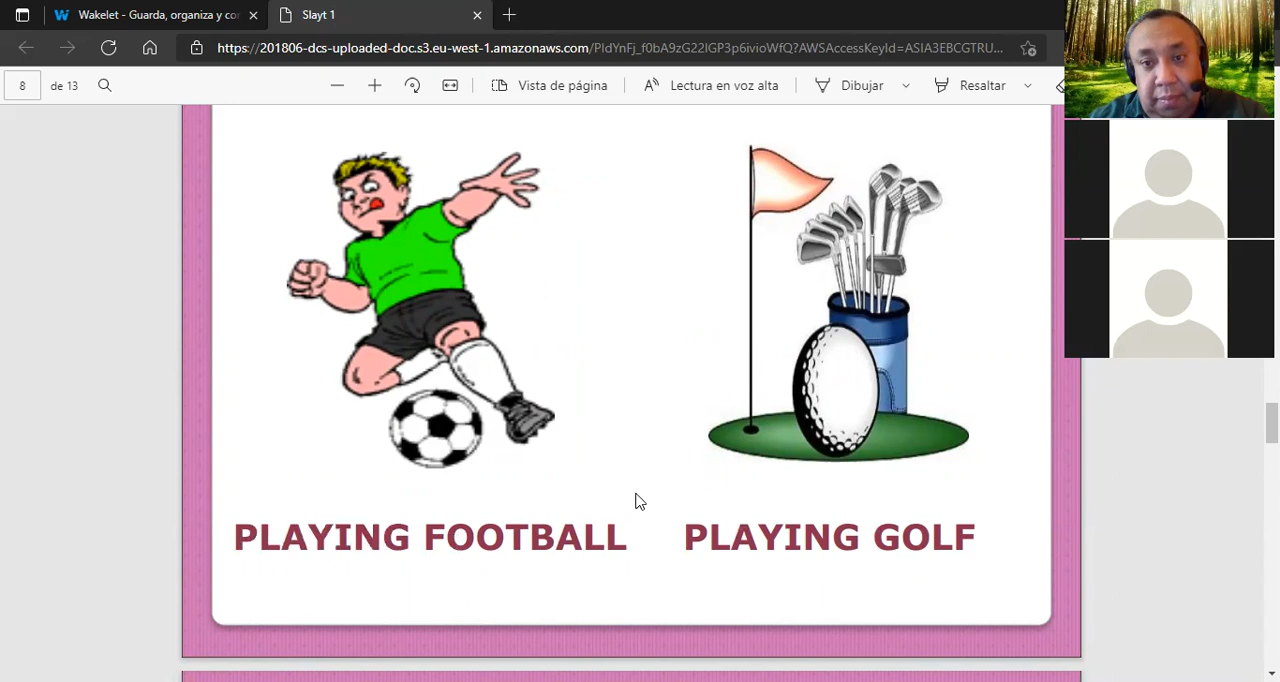 Wakelet - Guarda, organiza y co
Slayt 1
https://201806-dcs-uploaded-doc.s3.eu-west-1.amazonaws.com/PIdYnFj_f0bA9zG22IGP3p6ivioWfQ?AWSAccessKeyId=ASIA3EBCGTRU...
8 de 13 Vista de página Lectura en voz alta Dibujar Resaltar
PLAYING FOOTBALL PLAYING GOLF